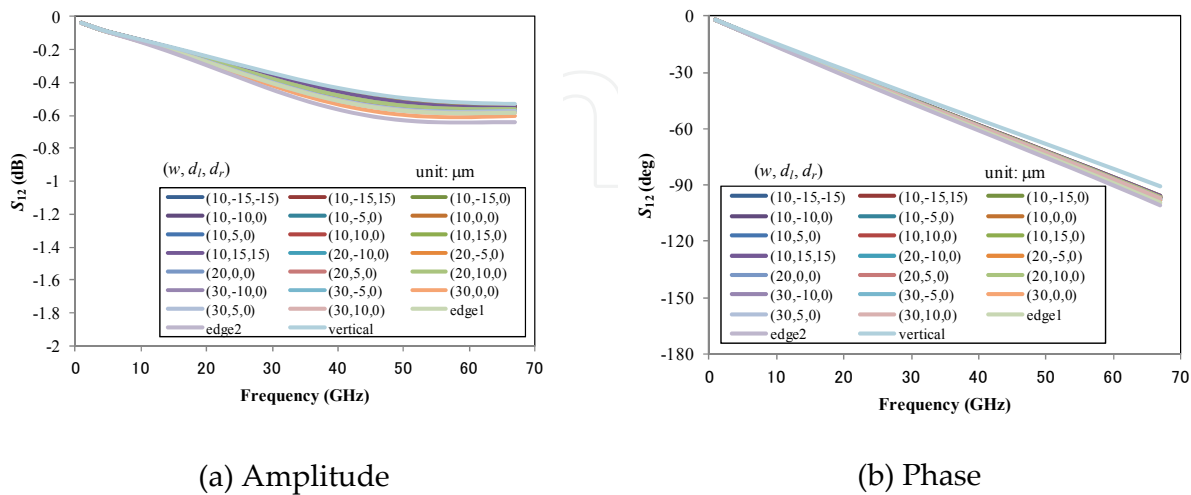 0
-0.2
-0.4
-0.6
-0.8
-1
-1.2
-1.4
-1.6
-1.8
-2
S12 (dB)
(w, dl, dr) unit: μm
(10,-15,-15) (10,-15,15) (10,-15,0)
(10,-10,0) (10,-5,0) (10,0,0)
(10,5,0) (10,10,0) (10,15,0)
(10,15,15) (20,-10,0) (20,-5,0)
(20,0,0) (20,5,0) (20,10,0)
(30,-10,0) (30,-5,0) (30,0,0)
(30,5,0) (30,10,0) edge1
edge2 vertical
0 10 20 30 40 50 60 70
Frequency (GHz)
(a) Amplitude
0
-30
-60
-90
-120
-150
-180
S12 (deg)
(w, dl, dr) unit: μm
(10,-15,-15) (10,-15,15) (10,-15,0)
(10,-10,0) (10,-5,0) (10,0,0)
(10,5,0) (10,10,0) (10,15,0)
(10,15,15) (20,-10,0) (20,-5,0)
(20,0,0) (20,5,0) (20,10,0)
(30,-10,0) (30,-5,0) (30,0,0)
(30,5,0) (30,10,0) edge1
edge2 vertical
0 10 20 30 40 50 60 70
Frequency (GHz)
(b) Phase